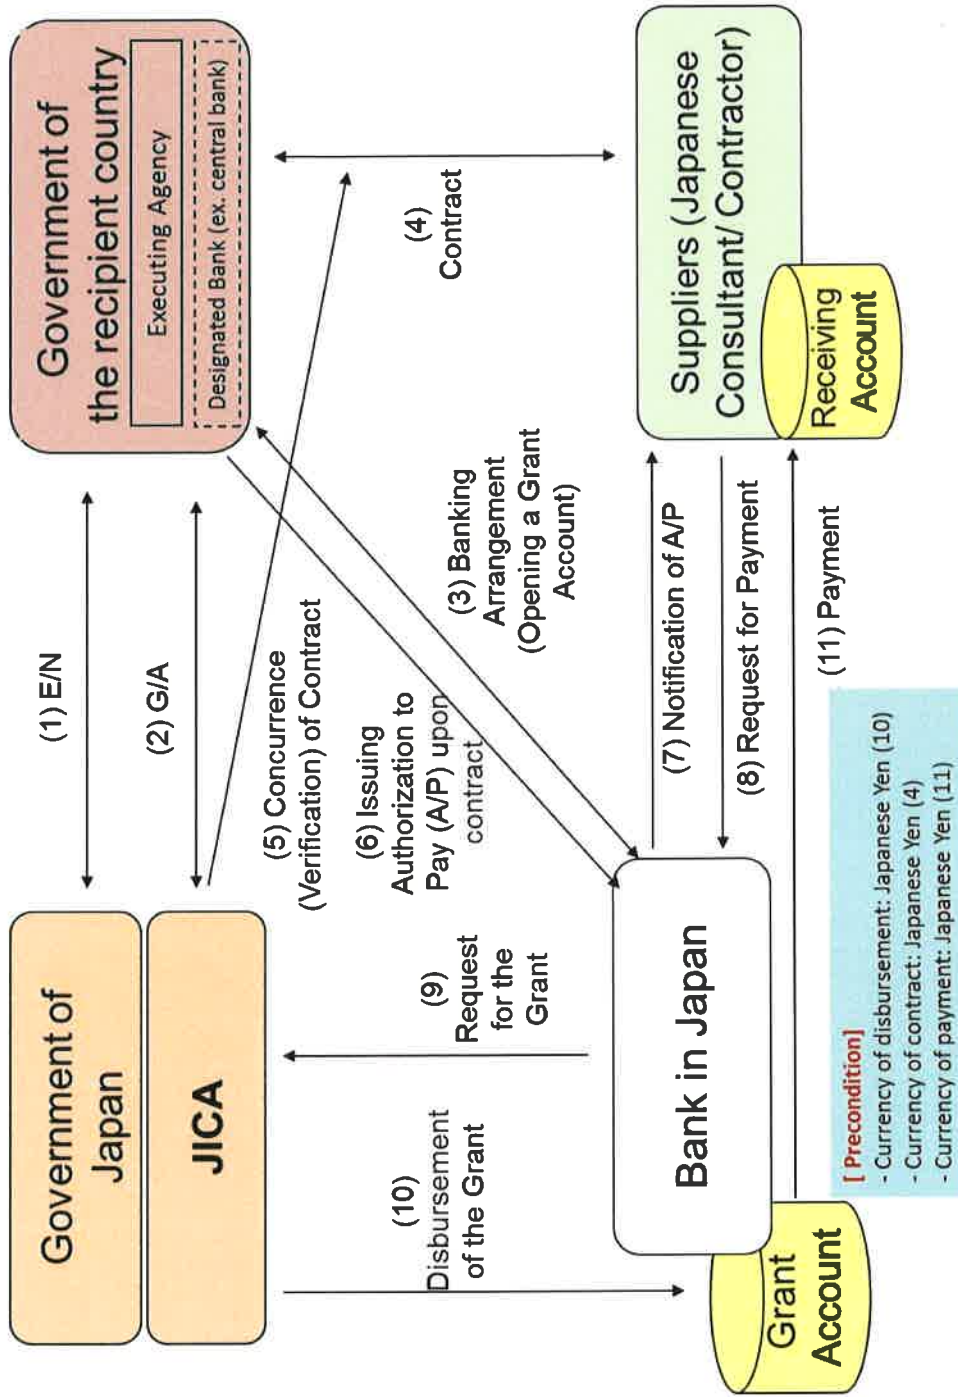 Government of
Japan
JICA
(1) E/N
(2) G/A
Government of
the recipient country
Executing Agency
Designated Bank (ex. central bank)
(5) Concurrence
(Verification) of Contract
(6) Issuing
Authorization to
Pay (A/P) upon
contract
(4)
Contract
(3) Banking
Arrangement
(Opening a Grant
Account)
(9)
Request
for the
Grant
(10)
Disbursement
of the Grant
Bank in Japan
Grant
Account
(7) Notification of A/P
(8) Request for Payment
(11) Payment
Suppliers (Japanese
Consultant/ Contractor)
Receiving
Account
[ Precondition]
- Currency of disbursement: Japanese Yen (10)
- Currency of contract: Japanese Yen (4)
- Currency of payment: Japanese Yen (11)